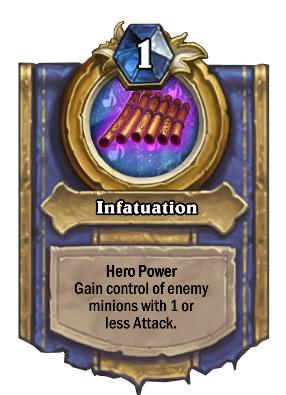 1
Infatuation
Hero Power
Gain control of enemy
minions with 1 or
less Attack.